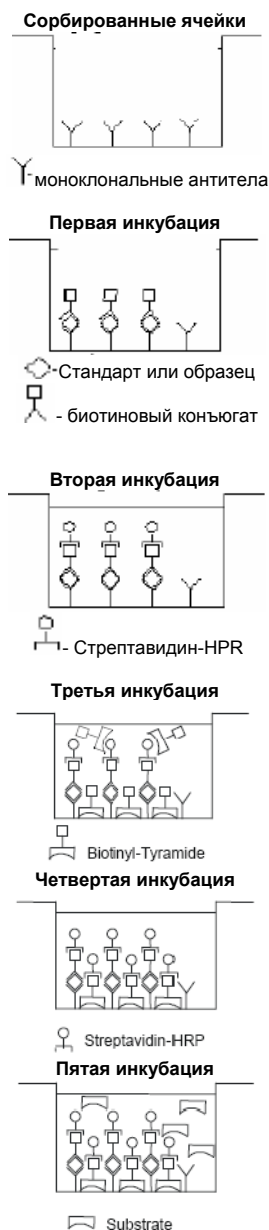 Сорбированные ячейки
-моноклональные антитела
Первая инкубация
-Стандарт или образец
- биотиновый конъюгат
Вторая инкубация
- Стрептавидин-HPR
Третья инкубация
Biotinyl-Tyramide
Четвертая инкубация
Streptavidin-HRP
Пятая инкубация
Substrate